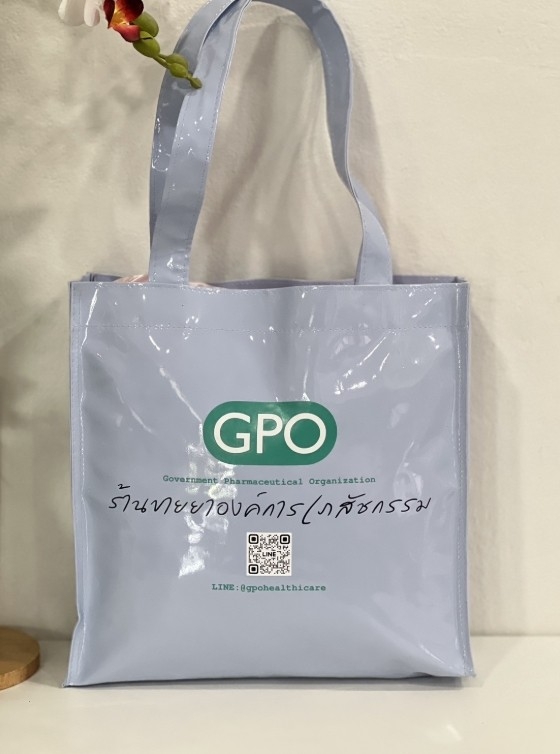 GPO
Government Pharmaceutical Organization
ร้านขายยาองค์การเภสัชกรรม
LINE
LINE:@gpohealthicare